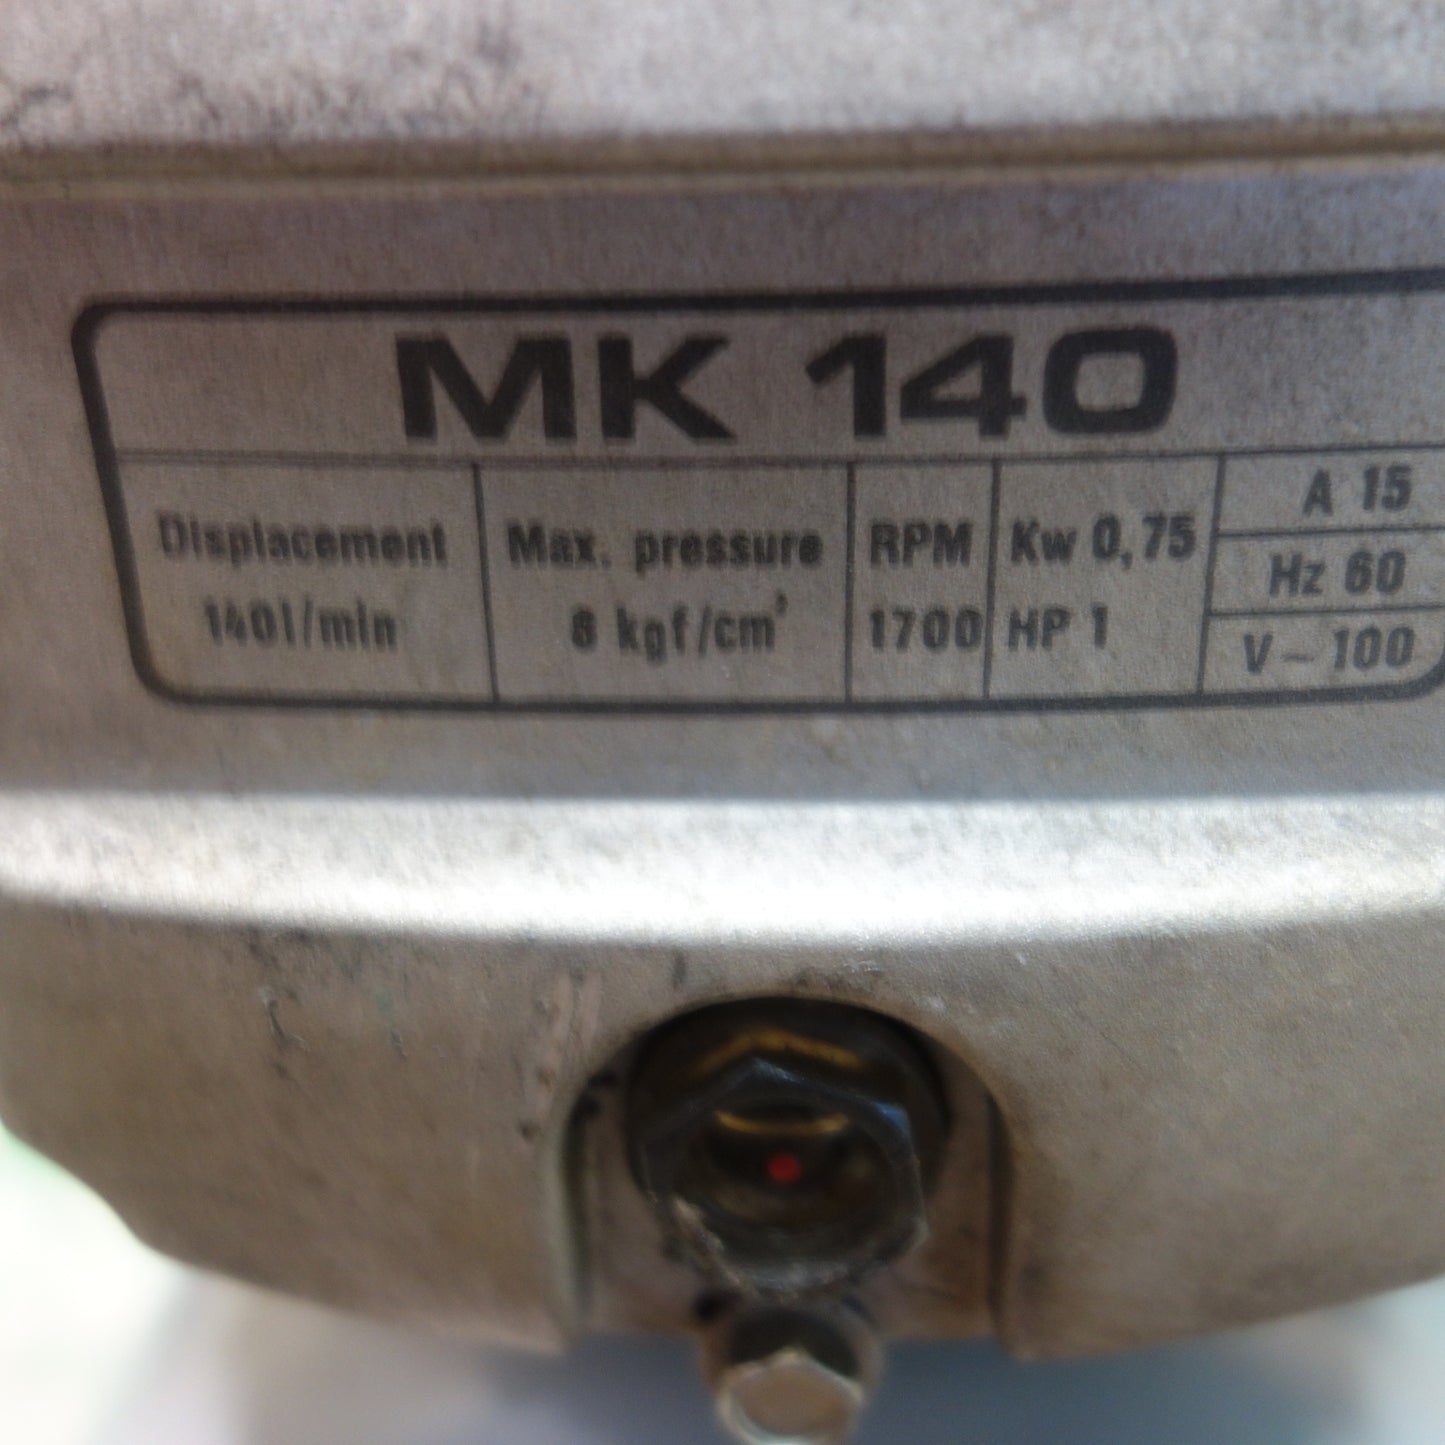 MK 140
Displacement
140l/min
Max. pressure
8 kgf/cm²
RPM
1700
Kw 0,75
HP 1
A 15
Hz 60
V ~ 100